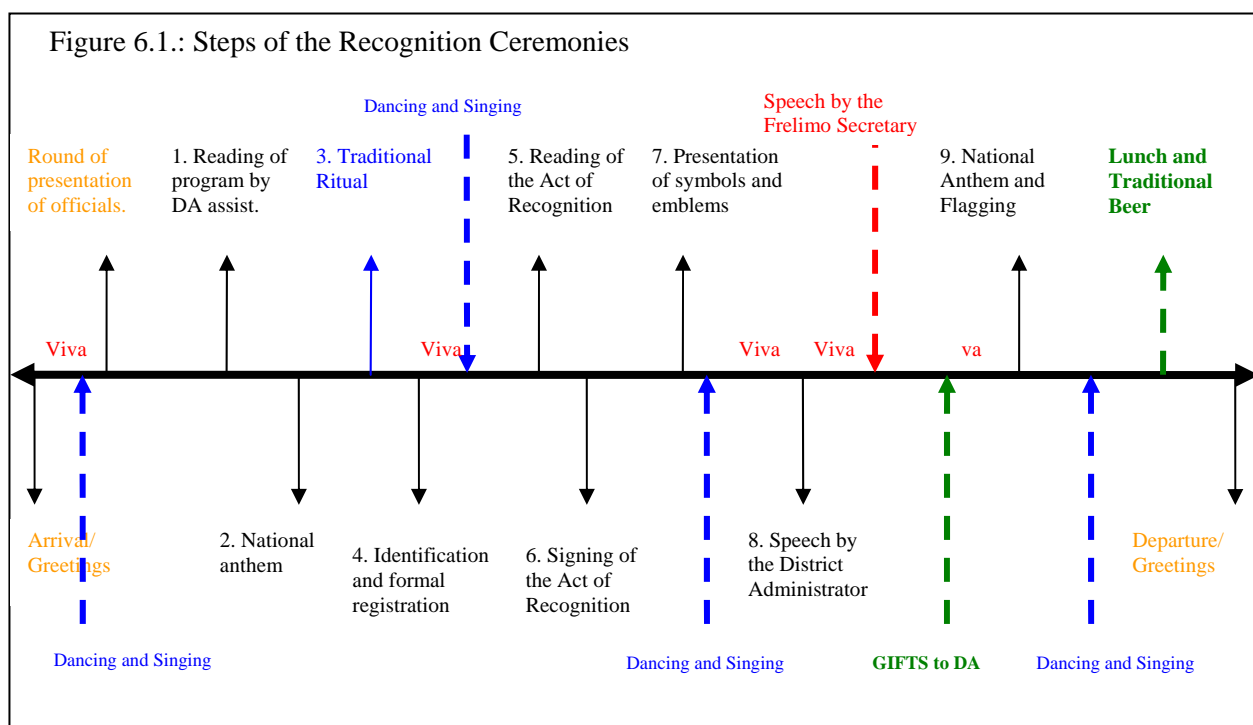 Figure 6.1.: Steps of the Recognition Ceremonies
Dancing and Singing
Speech by the
Frelimo Secretary
Round of
presentation
of officials.
1. Reading of
program by
DA assist.
3. Traditional
Ritual
5. Reading of
the Act of
Recognition
7. Presentation
of symbols and
emblems
9. National
Anthem and
Flagging
Lunch and
Traditional
Beer
Viva
Viva
Viva
Viva
va
Arrival/
Greetings
2. National
anthem
4. Identification
and formal
registration
6. Signing of
the Act of
Recognition
8. Speech by
the District
Administrator
Departure/
Greetings
Dancing and Singing
Dancing and Singing
GIFTS to DA
Dancing and Singing